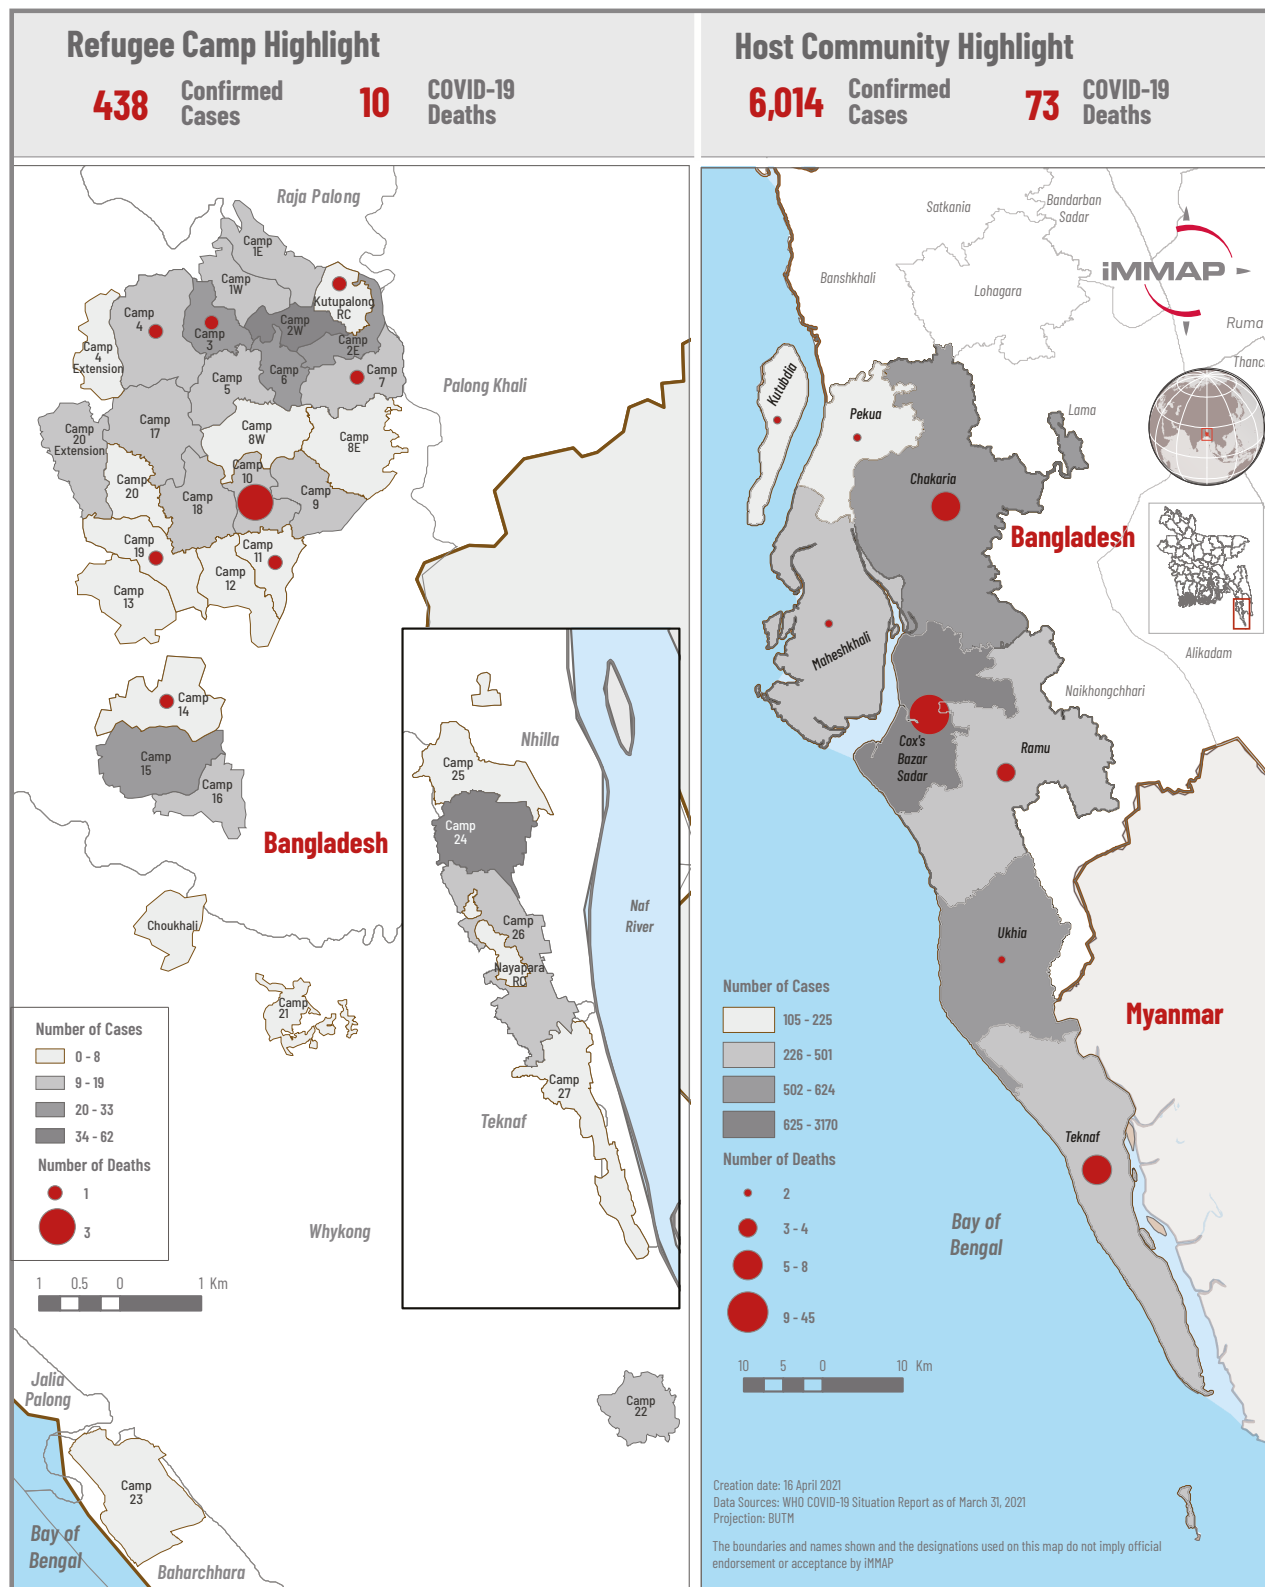 Refugee Camp Highlight
438
Confirmed
Cases
10
COVID-19
Deaths
Host Community Highlight
6,014
Confirmed
Cases
73
COVID-19
Deaths
Raja Palong
Camp
1E
Camp
1W
Kutupalong
RC
Camp
4
Camp
3
Camp
2W
Camp
2E
Camp
4
Extension
Camp
5
Camp
6
Camp
7
Palong Khali
Camp
17
Camp
8W
Camp
8E
Camp
20
Extension
Camp
10
Camp
20
Camp
18
Camp
9
Camp
19
Camp
11
Camp
12
Camp
13
Camp
14
Camp
15
Camp
16
Bangladesh
Choukhali
Camp
21
Nhilla
Camp
25
Camp
24
Camp
26
Nayapara
RC
Camp
27
Naf
River
Teknaf
Whykong
Number of Cases
0 - 8
9 - 19
20 - 33
34 - 62
Number of Deaths
1
3
1 0.5 0 1 Km
Jalia
Palong
Camp
22
Camp
23
Bay of
Bengal
Baharchhara
Satkania
Bandarban
Sadar
Banshkhali
Lohagara
iMMAP
Ruma
Thanc
Kutubdia
Pekua
Lama
Chakaria
Bangladesh
Maheshkhali
Alikadam
Naikhongchhari
Cox's
Bazar
Sadar
Ramu
Ukhia
Myanmar
Teknaf
Bay of
Bengal
Number of Cases
105 - 225
226 - 501
502 - 624
625 - 3170
Number of Deaths
2
3 - 4
5 - 8
9 - 45
10 5 0 10 Km
Creation date: 16 April 2021
Data Sources: WHO COVID-19 Situation Report as of March 31, 2021
Projection: BUTM
The boundaries and names shown and the designations used on this map do not imply official
endorsement or acceptance by iMMAP